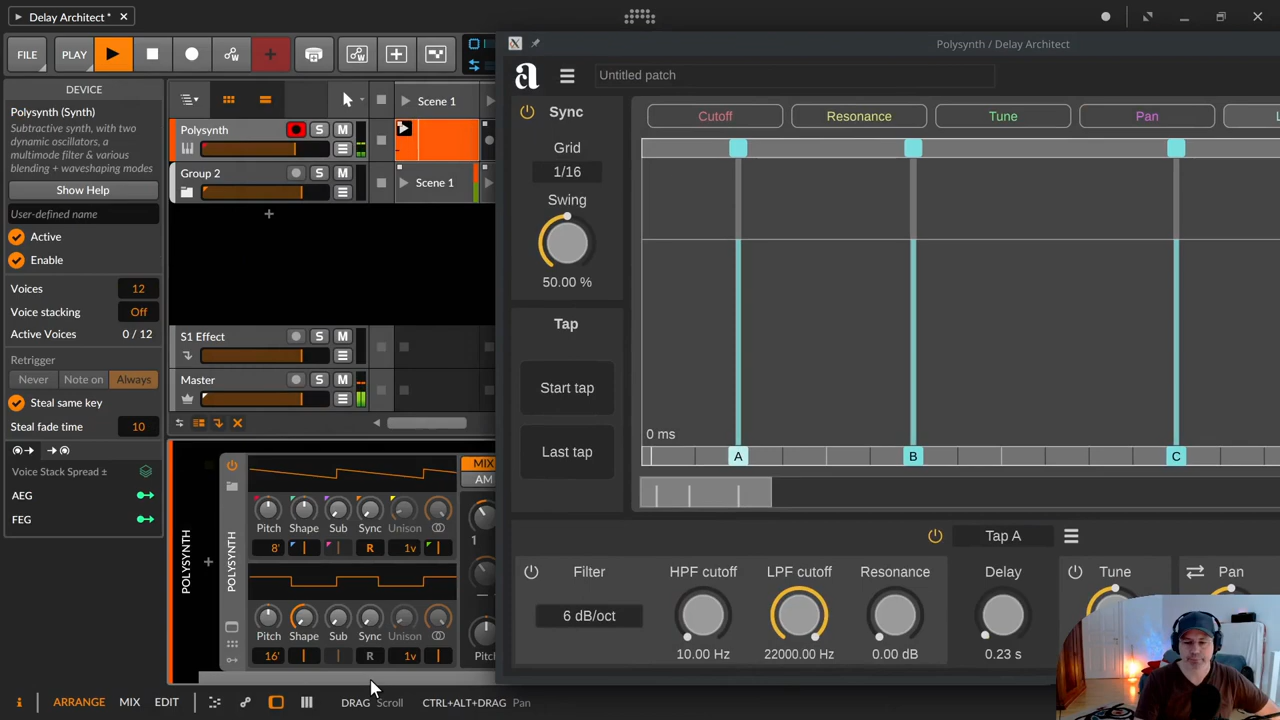 Delay Architect *
FILE
PLAY
DEVICE
Polysynth (Synth)
Subtractive synth, with two
dynamic oscillators, a
multimode filter & various
blending + waveshaping modes
Show Help
User-defined name
Active
Enable
Voices 12
Voice stacking Off
Active Voices 0 / 12
Retrigger
Never Note on Always
Steal same key
Steal fade time 10
Voice Stack Spread ±
AEG
FEG
Scene 1
Polysynth S M
Group 2 S M
Scene 1
S1 Effect S M
Master S M
POLYSYNTH
POLYSYNTH
MIX
AM
Pitch Shape Sub Sync Unison
8' R 1v
1
Pitch Shape Sub Sync Unison
16' R 1v
Pitch
i ARRANGE MIX EDIT
DRAG Scroll CTRL+ALT+DRAG Pan
Polysynth / Delay Architect
a Untitled patch
Sync
Grid
1/16
Swing
50.00 %
Tap
Start tap
Last tap
Cutoff Resonance Tune Pan L
0 ms
A B C
Tap A
Filter HPF cutoff LPF cutoff Resonance Delay Tune Pan
6 dB/oct
10.00 Hz 22000.00 Hz 0.00 dB 0.23 s